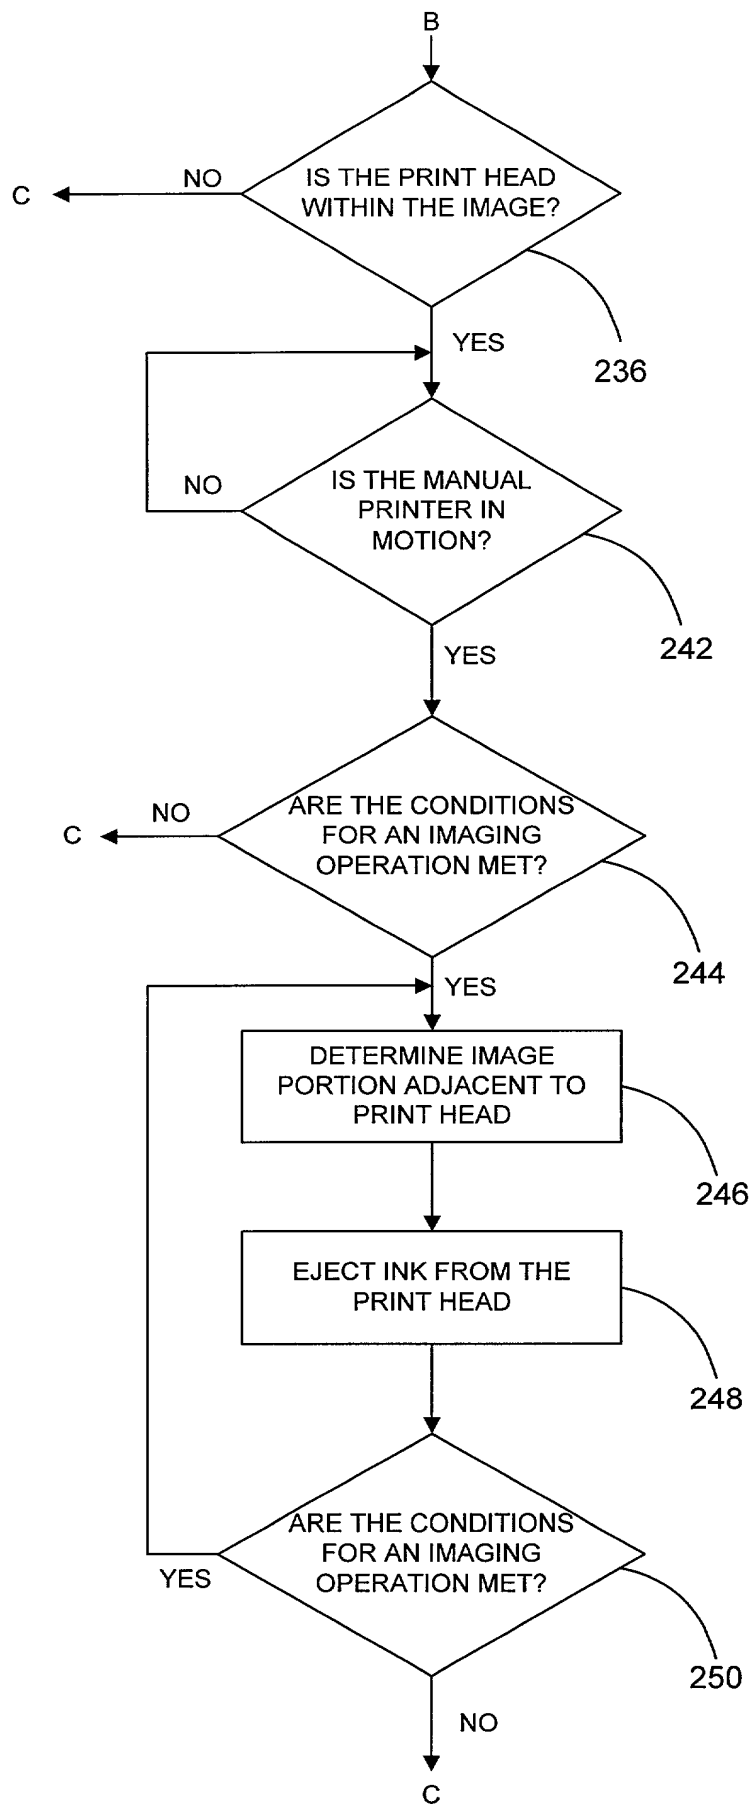 B
IS THE PRINT HEAD
WITHIN THE IMAGE?
NO
C
236
YES
IS THE MANUAL
PRINTER IN
MOTION?
NO
242
YES
ARE THE CONDITIONS
FOR AN IMAGING
OPERATION MET?
NO
C
244
YES
DETERMINE IMAGE
PORTION ADJACENT TO
PRINT HEAD
246
EJECT INK FROM THE
PRINT HEAD
248
ARE THE CONDITIONS
FOR AN IMAGING
OPERATION MET?
YES
250
NO
C